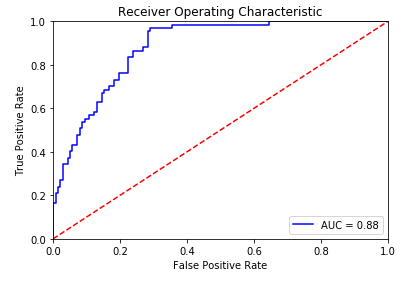 Receiver Operating Characteristic
True Positive Rate
1.0
0.8
0.6
0.4
0.2
0.0
AUC = 0.88
0.0 0.2 0.4 0.6 0.8 1.0
False Positive Rate